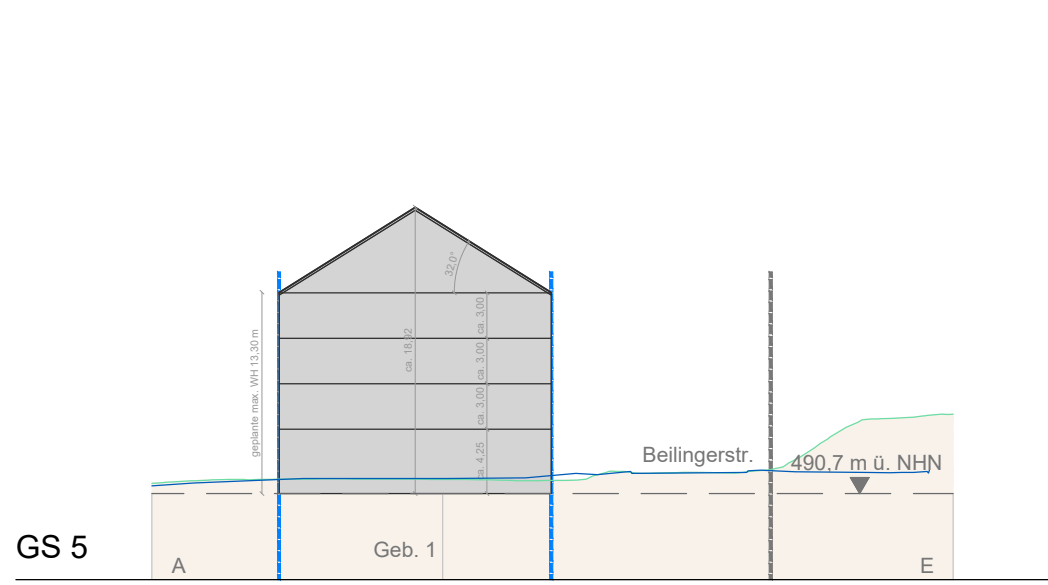 32,0°
ca. 3,00
ca. 18,92
ca. 3,00
geplante max. WH 13,30 m
ca. 3,00
ca. 4,25
Beilingerstr.
490,7 m ü. NHN
GS 5
Geb. 1
A
E